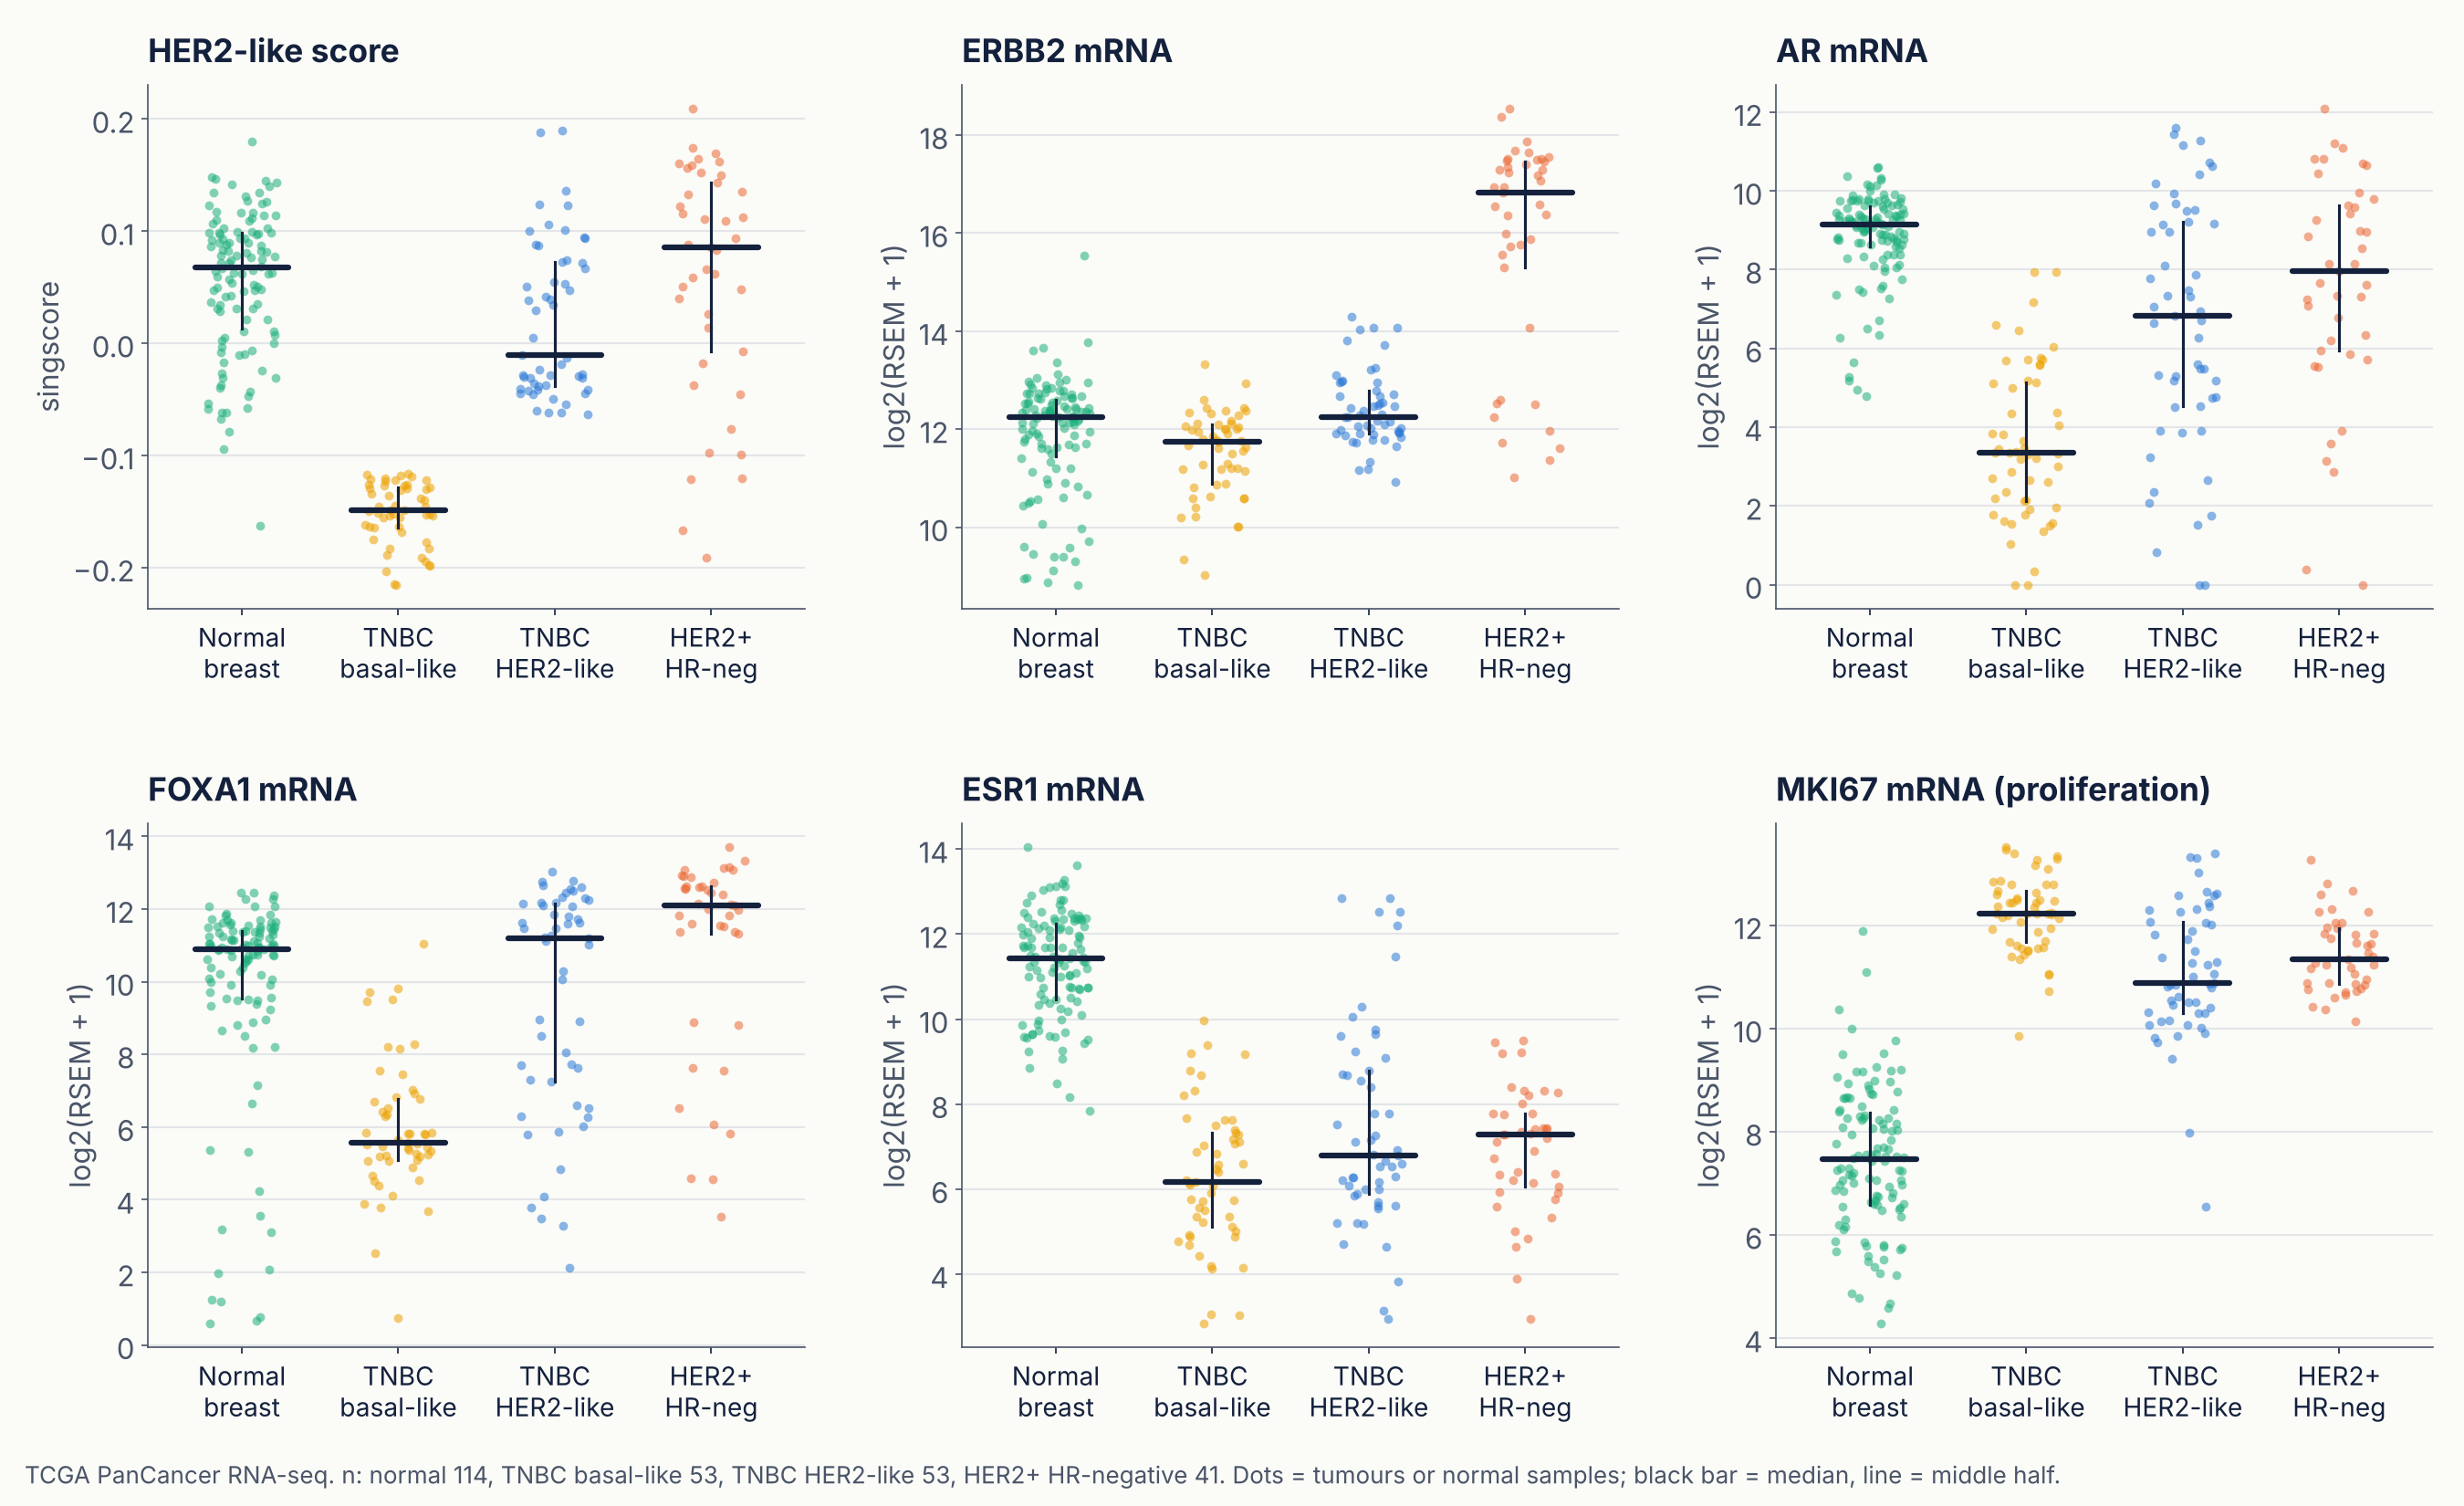 HER2-like score
singscore
0.2
0.1
0.0
−0.1
−0.2
Normal
breast
TNBC
basal-like
TNBC
HER2-like
HER2+
HR-neg
ERBB2 mRNA
log2(RSEM + 1)
18
16
14
12
10
Normal
breast
TNBC
basal-like
TNBC
HER2-like
HER2+
HR-neg
AR mRNA
log2(RSEM + 1)
12
10
8
6
4
2
0
Normal
breast
TNBC
basal-like
TNBC
HER2-like
HER2+
HR-neg
FOXA1 mRNA
log2(RSEM + 1)
14
12
10
8
6
4
2
0
Normal
breast
TNBC
basal-like
TNBC
HER2-like
HER2+
HR-neg
ESR1 mRNA
log2(RSEM + 1)
14
12
10
8
6
4
Normal
breast
TNBC
basal-like
TNBC
HER2-like
HER2+
HR-neg
MKI67 mRNA (proliferation)
log2(RSEM + 1)
12
10
8
6
4
Normal
breast
TNBC
basal-like
TNBC
HER2-like
HER2+
HR-neg
TCGA PanCancer RNA-seq. n: normal 114, TNBC basal-like 53, TNBC HER2-like 53, HER2+ HR-negative 41. Dots = tumours or normal samples; black bar = median, line = middle half.